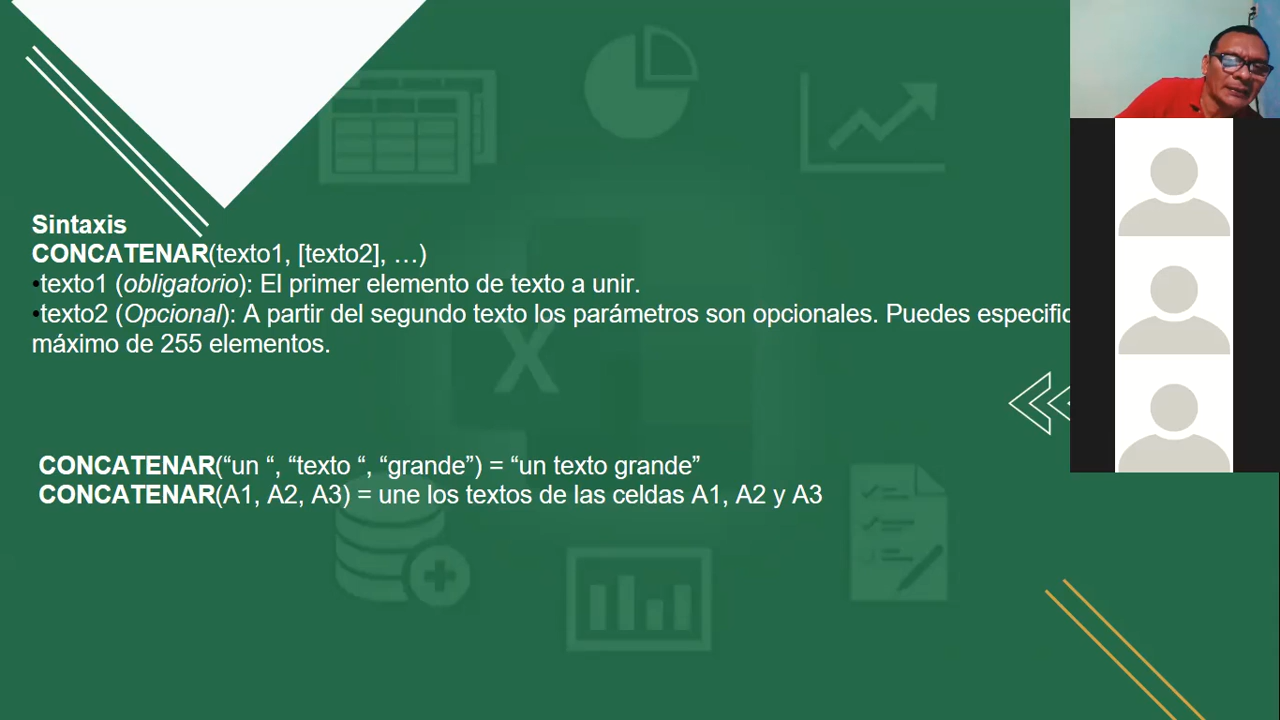 Sintaxis
CONCATENAR(texto1, [texto2], …)
•texto1 (obligatorio): El primer elemento de texto a unir.
•texto2 (Opcional): A partir del segundo texto los parámetros son opcionales. Puedes especific
máximo de 255 elementos.
X
CONCATENAR(“un “, “texto “, “grande”) = “un texto grande”
CONCATENAR(A1, A2, A3) = une los textos de las celdas A1, A2 y A3